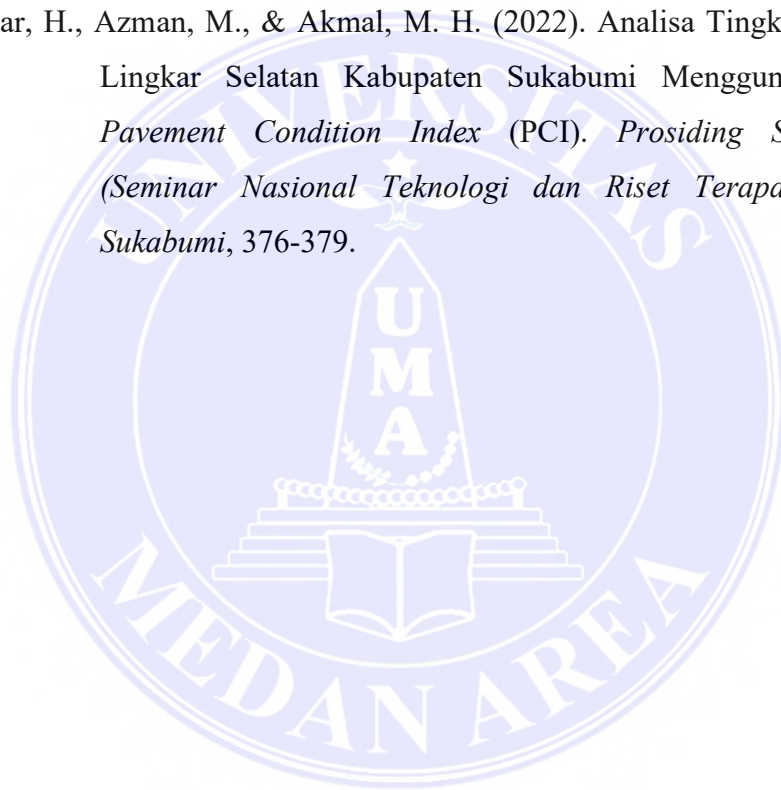 ar, H., Azman, M., & Akmal, M. H. (2022). Analisa Tingk
Lingkar Selatan Kabupaten Sukabumi Menggun
Pavement Condition Index (PCI). Prosiding S
(Seminar Nasional Teknologi dan Riset Terapa
Sukabumi, 376-379.
UNIVERSITAS
U
M
A
MEDAN AREA